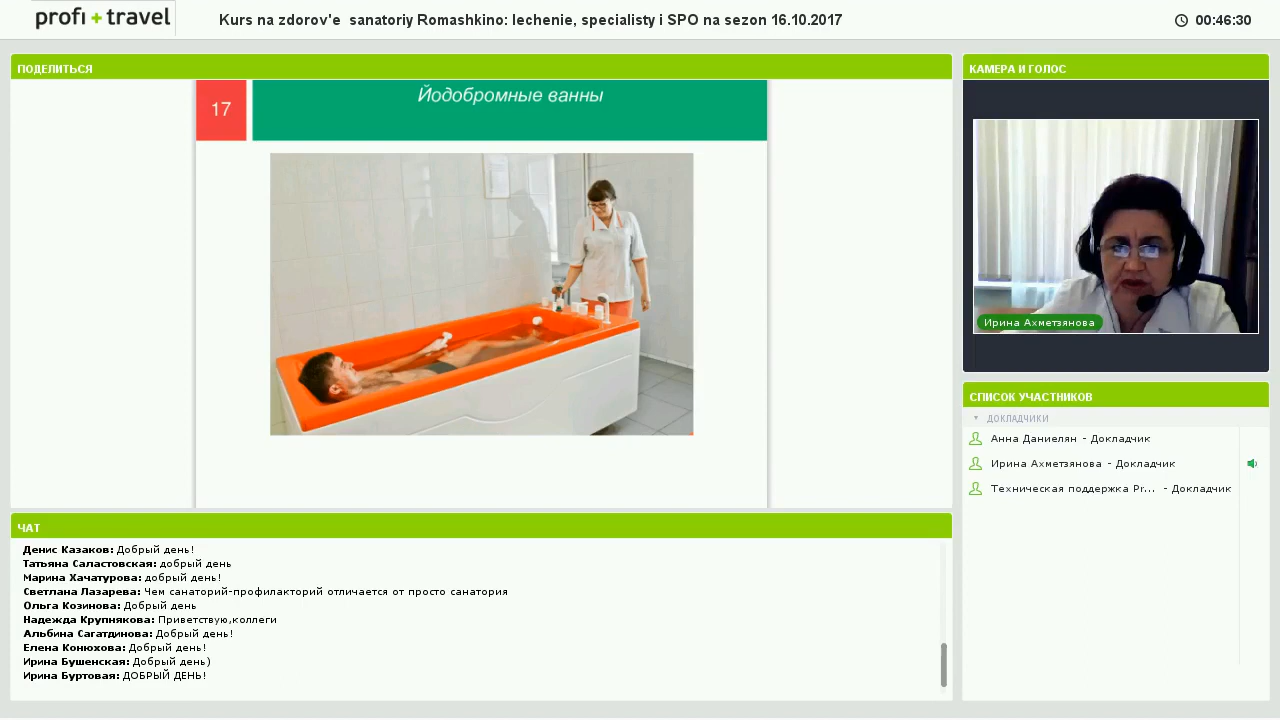 profi + travel
Kurs na zdorov'e sanatoriy Romashkino: lechenie, specialisty i SPO na sezon 16.10.2017
00:46:30
ПОДЕЛИТЬСЯ
17
Йодобромные ванны
КАМЕРА И ГОЛОС
Ирина Ахметзянова
СПИСОК УЧАСТНИКОВ
ДОКЛАДЧИКИ
Анна Даниелян - Докладчик
Ирина Ахметзянова - Докладчик
Техническая поддержка Pr... - Докладчик
ЧАТ
Денис Казаков: Добрый день!
Татьяна Саластовская: добрый день
Марина Хачатурова: добрый день!
Светлана Лазарева: Чем санаторий-профилакторий отличается от просто санатория
Ольга Козинова: Добрый день
Надежда Крупнякова: Приветствую,коллеги
Альбина Сагатдинова: Добрый день!
Елена Конюхова: Добрый день!
Ирина Бушенская: Добрый день)
Ирина Буртовая: ДОБРЫЙ ДЕНЬ!